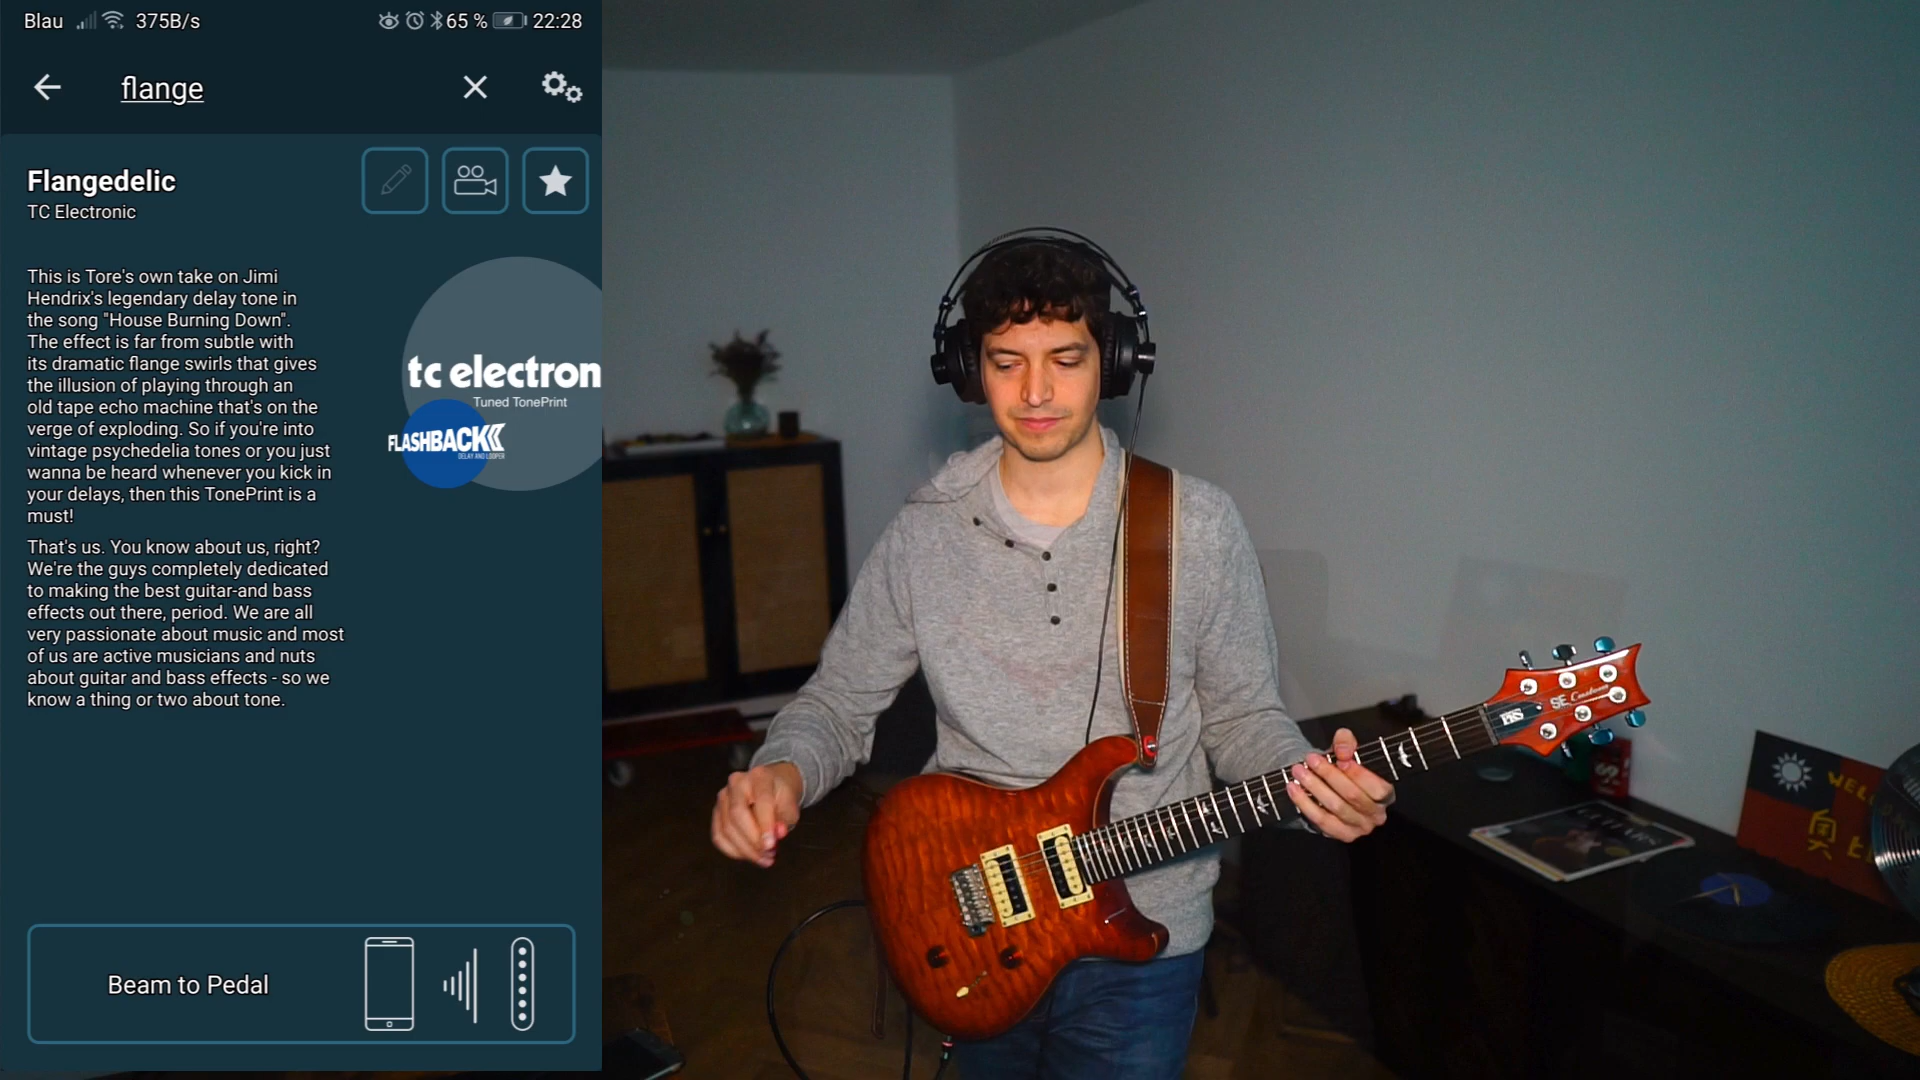 Blau 375B/s 65 % 22:28
flange
Flangedelic
TC Electronic
This is Tore's own take on Jimi
Hendrix's legendary delay tone in
the song "House Burning Down".
The effect is far from subtle with
its dramatic flange swirls that gives
the illusion of playing through an
old tape echo machine that's on the
verge of exploding. So if you're into
vintage psychedelia tones or you just
wanna be heard whenever you kick in
your delays, then this TonePrint is a
must!
That's us. You know about us, right?
We're the guys completely dedicated
to making the best guitar-and bass
effects out there, period. We are all
very passionate about music and most
of us are active musicians and nuts
about guitar and bass effects - so we
know a thing or two about tone.
tc electron
Tuned TonePrint
FLASHBACK
DELAY AND LOOPER
Beam to Pedal
PRS
SE Custom
GUITARS